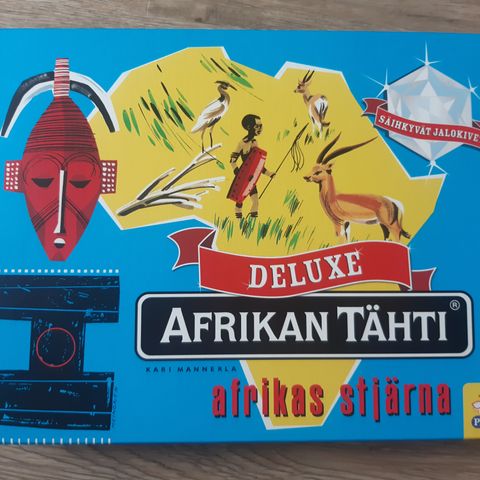 SÄIHKYVÄT JALOKIVE
DELUXE
AFRIKAN TÄHTI®
KARI MANNERLA
afrikas stjärna
P